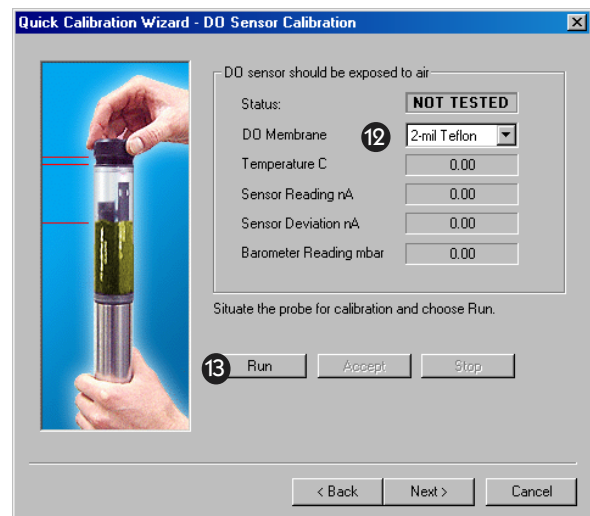 Quick Calibration Wizard - DO Sensor Calibration
DO sensor should be exposed to air
Status: NOT TESTED
DO Membrane 12 2-mil Teflon
Temperature C 0.00
Sensor Reading nA 0.00
Sensor Deviation nA 0.00
Barometer Reading mbar 0.00
Situate the probe for calibration and choose Run.
13 Run Accept Stop
< Back Next > Cancel